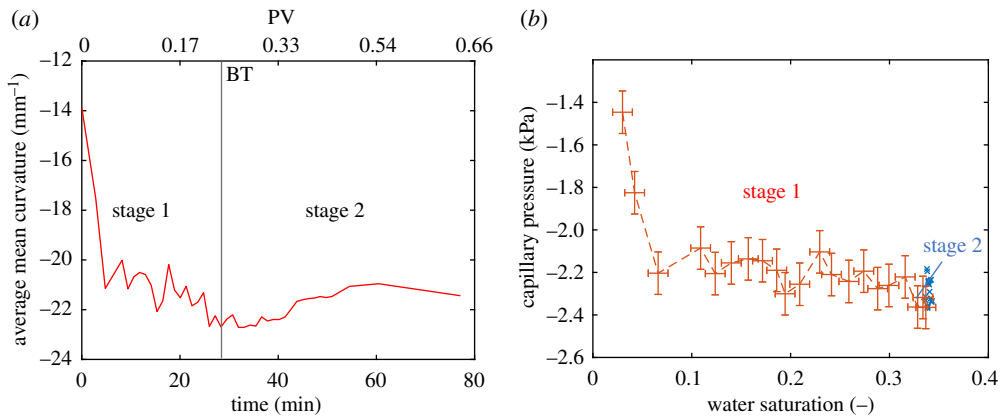 (a)
PV
0 0.17 0.33 0.54 0.66
−12
−14
−16
−18
−20
−22
−24
average mean curvature (mm−1)
BT
stage 1
stage 2
0 20 40 60 80
time (min)
(b)
−1.4
−1.8
−2.0
−2.2
−2.4
−2.6
capillary pressure (kPa)
stage 1
stage 2
0 0.1 0.2 0.3 0.4
water saturation (–)